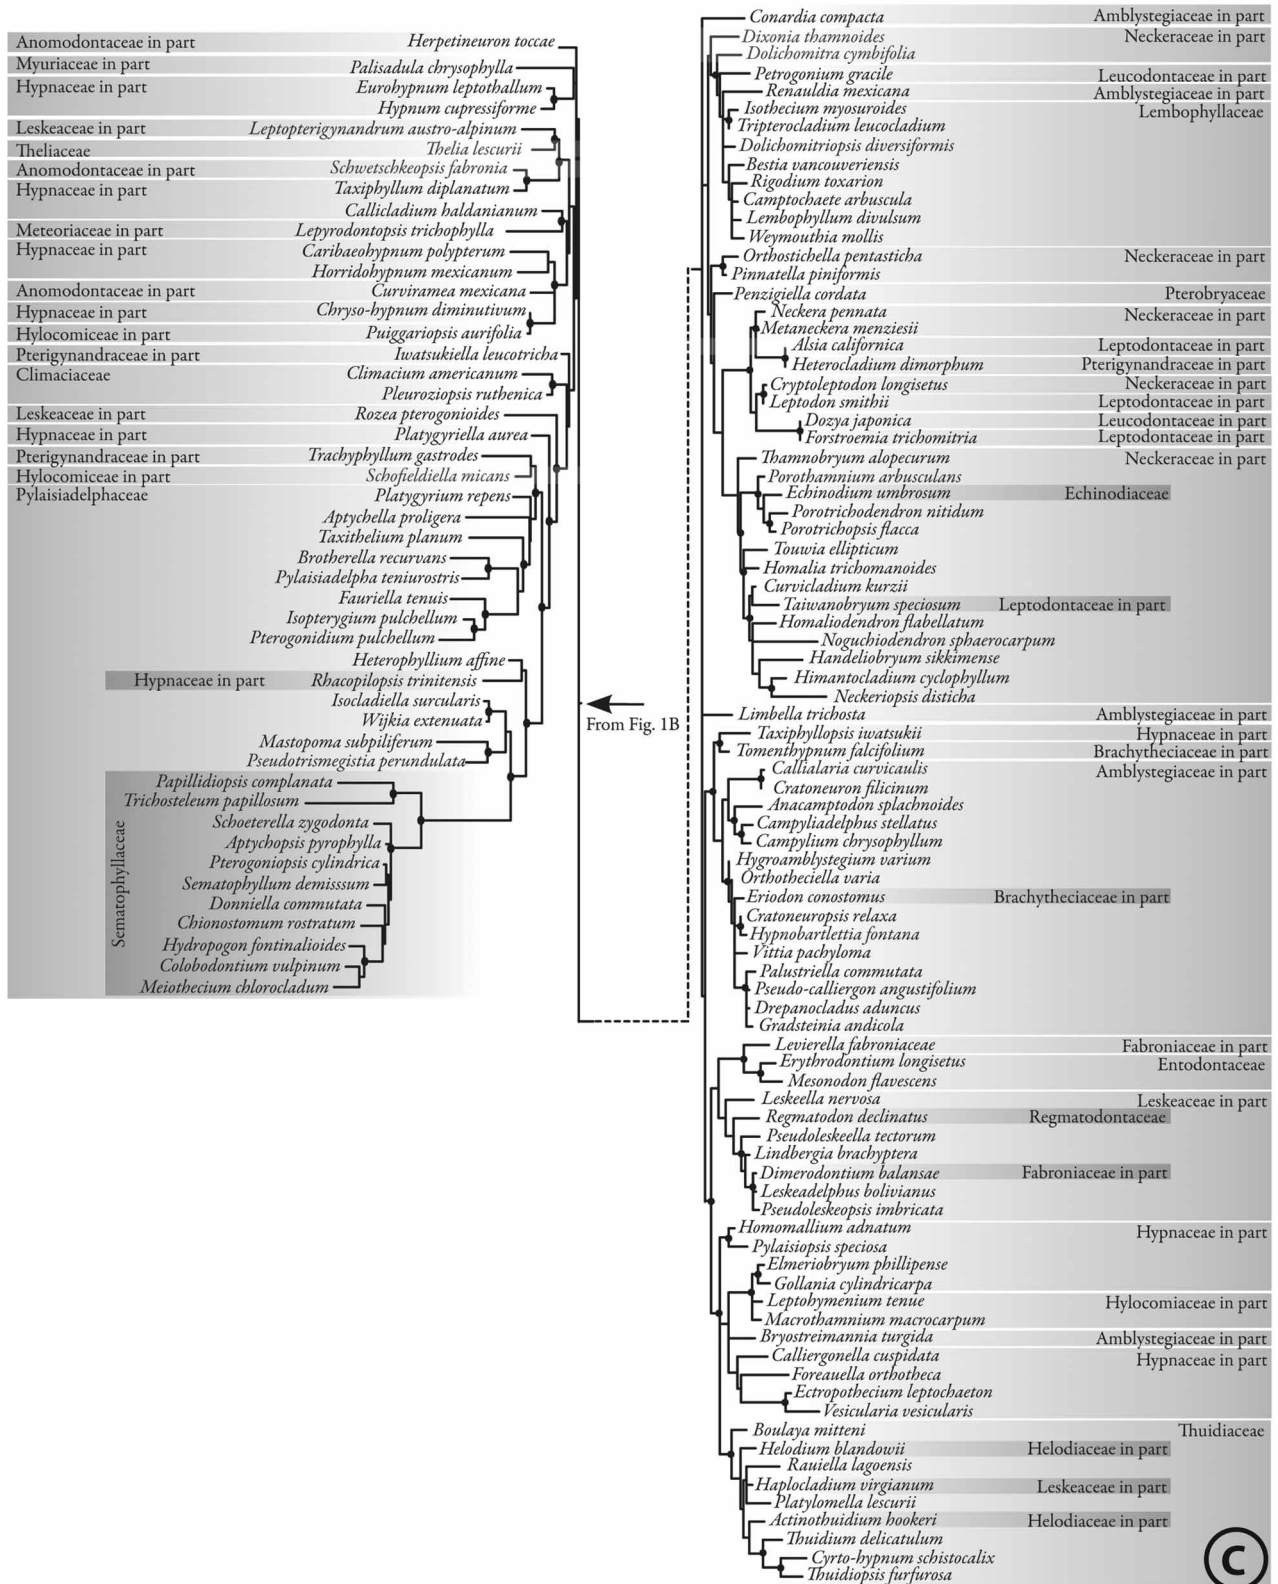 Anomodontaceae in part Herpetineuron toccae
Myuriaceae in part Palisadula chrysophylla
Hypnaceae in part Eurohypnum leptothallum
Hypnum cupressiforme
Leskeaceae in part Leptopterigynandrum austro-alpinum
Theliaceae Thelia lescurii
Anomodontaceae in part Schwetschkeopsis fabronia
Hypnaceae in part Taxiphyllum diplanatum
Callicladium haldanianum
Meteoriaceae in part Lepyrodontopsis trichophylla
Hypnaceae in part Caribaeohypnum polypterum
Horridohypnum mexicanum
Anomodontaceae in part Curviramea mexicana
Hypnaceae in part Chryso-hypnum diminutivum
Hylocomiceae in part Puiggariopsis aurifolia
Pterigynandraceae in part Iwatsukiella leucotricha
Climaciaceae Climacium americanum
Pleuroziopsis ruthenica
Leskeaceae in part Rozea pterogonioides
Hypnaceae in part Platygyriella aurea
Pterigynandraceae in part Trachyphyllum gastrodes
Hylocomiceae in part Schofieldiella micans
Pylaisiadelphaceae Platygyrium repens
Aptychella proligera
Taxithelium planum
Brotherella recurvans
Pylaisiadelpha teniurostris
Fauriella tenuis
Isopterygium pulchellum
Pterogonidium pulchellum
Heterophyllium affine
Hypnaceae in part Rhacopilopsis trinitensis
Isocladiella surcularis
Wijkia extenuata
Mastopoma subpiliferum
Pseudotrismegistia perundulata
Sematophyllaceae
Papillidiopsis complanata
Trichosteleum papillosum
Schoeterella zygodonta
Aptychopsis pyrophylla
Pterogoniopsis cylindrica
Sematophyllum demisssum
Donniella commutata
Chionostomum rostratum
Hydropogon fontinalioides
Colobodontium vulpinum
Meiothecium chlorocladum
From Fig. 1B
Conardia compacta Amblystegiaceae in part
Dixonia thamnoides Neckeraceae in part
Dolichomitra cymbifolia
Petrogonium gracile Leucodontaceae in part
Renauldia mexicana Amblystegiaceae in part
Isothecium myosuroides Lembophyllaceae
Tripterocladium leucocladium
Dolichomitriopsis diversiformis
Bestia vancouveriensis
Rigodium toxarion
Camptochaete arbuscula
Lembophyllum divulsum
Weymouthia mollis
Orthostichella pentasticha Neckeraceae in part
Pinnatella piniformis
Penzigiella cordata Pterobryaceae
Neckera pennata Neckeraceae in part
Metaneckera menziesii
Alsia californica Leptodontaceae in part
Heterocladium dimorphum Pterigynandraceae in part
Cryptoleptodon longisetus Neckeraceae in part
Leptodon smithii Leptodontaceae in part
Dozya japonica Leucodontaceae in part
Forstroemia trichomitria Leptodontaceae in part
Thamnobryum alopecurum Neckeraceae in part
Porothamnium arbusculans
Echinodium umbrosum Echinodiaceae
Porotrichodendron nitidum
Porotrichopsis flacca
Touwia ellipticum
Homalia trichomanoides
Curvicladium kurzii
Taiwanobryum speciosum Leptodontaceae in part
Homaliodendron flabellatum
Noguchiodendron sphaerocarpum
Handeliobryum sikkimense
Himantocladium cyclophyllum
Neckeriopsis disticha
Limbella trichosta Amblystegiaceae in part
Taxiphyllopsis iwatsukii Hypnaceae in part
Tomenthypnum falcifolium Brachytheciaceae in part
Callialaria curvicaulis Amblystegiaceae in part
Cratoneuron filicinum
Anacamptodon splachnoides
Campyliadelphus stellatus
Campylium chrysophyllum
Hygroamblystegium varium
Orthotheciella varia
Eriodon conostomus Brachytheciaceae in part
Cratoneuropsis relaxa
Hypnobartlettia fontana
Vittia pachyloma
Palustriella commutata
Pseudo-calliergon angustifolium
Drepanocladus aduncus
Gradsteinia andicola
Levierella fabroniaceae Fabroniaceae in part
Erythrodontium longisetus Entodontaceae
Mesonodon flavescens
Leskeella nervosa Leskeaceae in part
Regmatodon declinatus Regmatodontaceae
Pseudoleskeella tectorum
Lindbergia brachyptera
Dimerodontium balansae Fabroniaceae in part
Leskeadelphus bolivianus
Pseudoleskeopsis imbricata
Homomallium adnatum Hypnaceae in part
Pylaisiopsis speciosa
Elmeriobryum phillipense
Gollania cylindricarpa
Leptohymenium tenue Hylocomiaceae in part
Macrothamnium macrocarpum
Bryostreimannia turgida Amblystegiaceae in part
Calliergonella cuspidata Hypnaceae in part
Foreauella orthotheca
Ectropothecium leptochaeton
Vesicularia vesicularis
Boulaya mitteni Thuidiaceae
Helodium blandowii Helodiaceae in part
Rauiella lagoensis
Haplocladium virgianum Leskeaceae in part
Platylomella lescurii
Actinothuidium hookeri Helodiaceae in part
Thuidium delicatulum
Cyrto-hypnum schistocalix
Thuidiopsis furfurosa
C